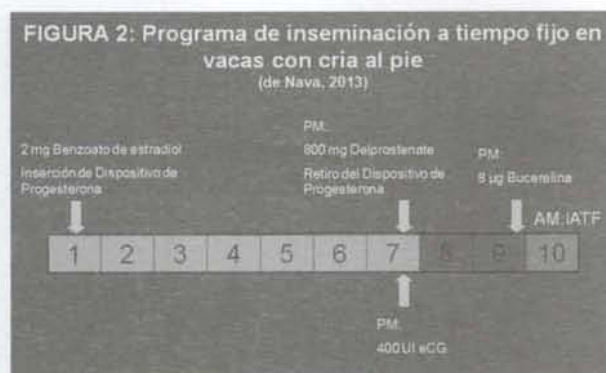 FIGURA 2: Programa de inseminación a tiempo fijo en
vacas con cria al pie
(de Nava, 2013)
2 mg Benzoato de estradiol
Inserción de Dispositivo de
Progesterona
PM:
800 mg Delprostenate
Retiro del Dispositivo de
Progesterona
PM:
8 µg Bucerelina
AM:IATF
1 2 3 4 5 6 7 8 9 10
PM:
400 UI eCG